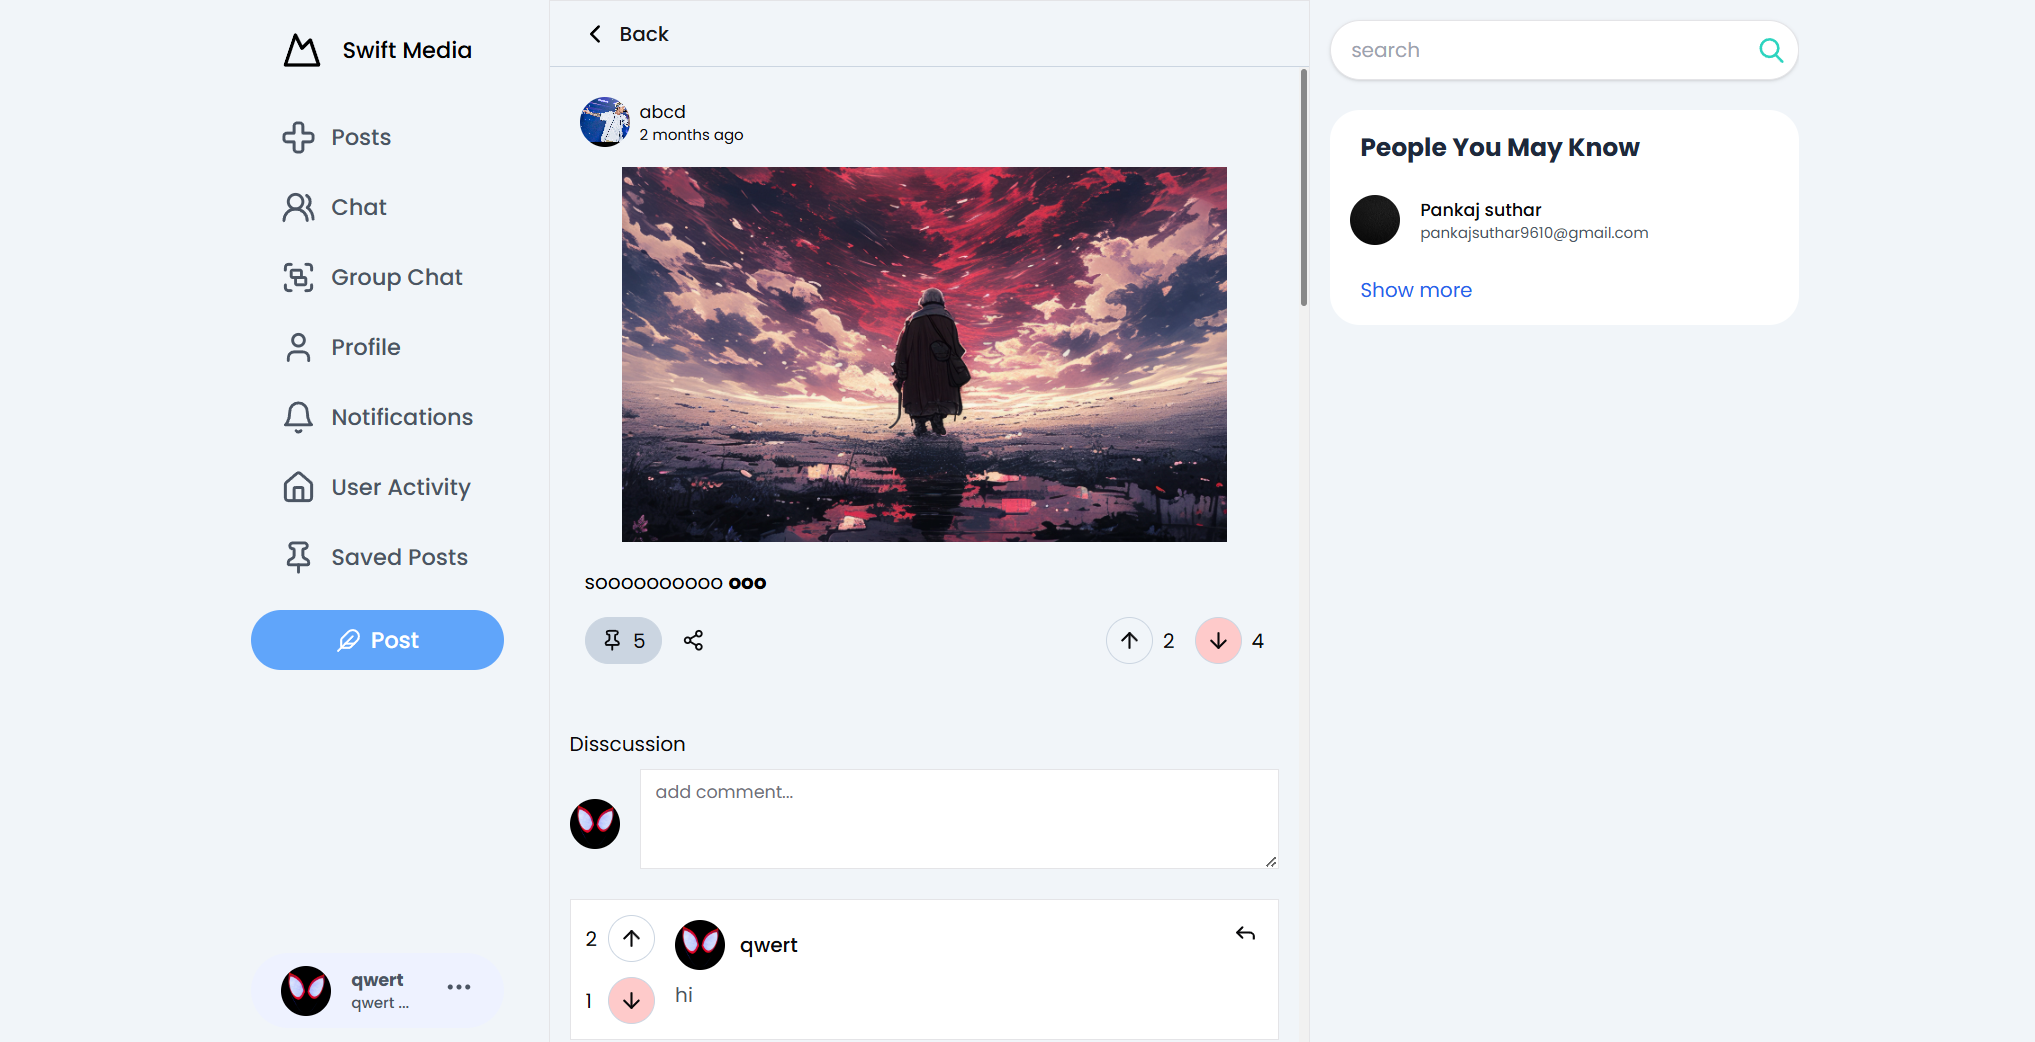 Swift Media
Posts
Chat
Group Chat
Profile
Notifications
User Activity
Saved Posts
Post
qwert
qwert ...
Back
abcd
2 months ago
sooooooooooo ooo
5
2
4
Disscussion
add comment...
2
qwert
1
hi
search
People You May Know
Pankaj suthar
pankajsuthar9610@gmail.com
Show more